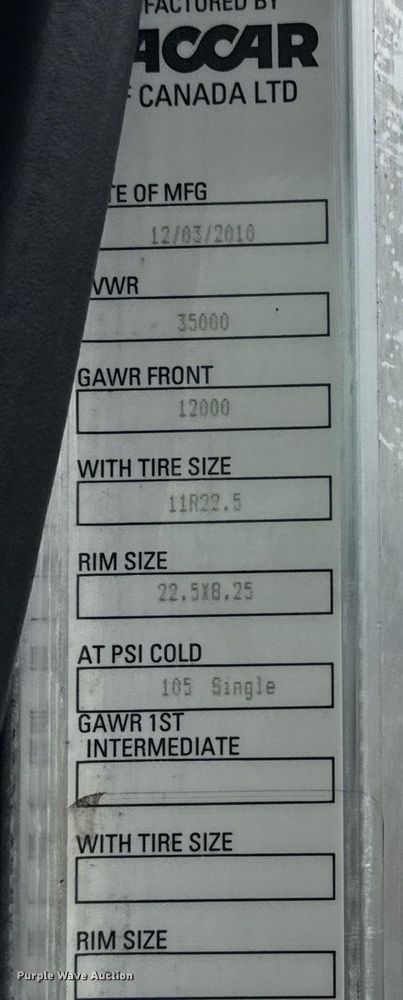 FACTURED BY
ACCAR
CANADA LTD
TE OF MFG
12/03/2010
VWR
35000
GAWR FRONT
12000
WITH TIRE SIZE
11R22.5
RIM SIZE
22.5X8.25
AT PSI COLD
105 Single
GAWR 1ST
INTERMEDIATE
WITH TIRE SIZE
RIM SIZE
Purple Wave Auction